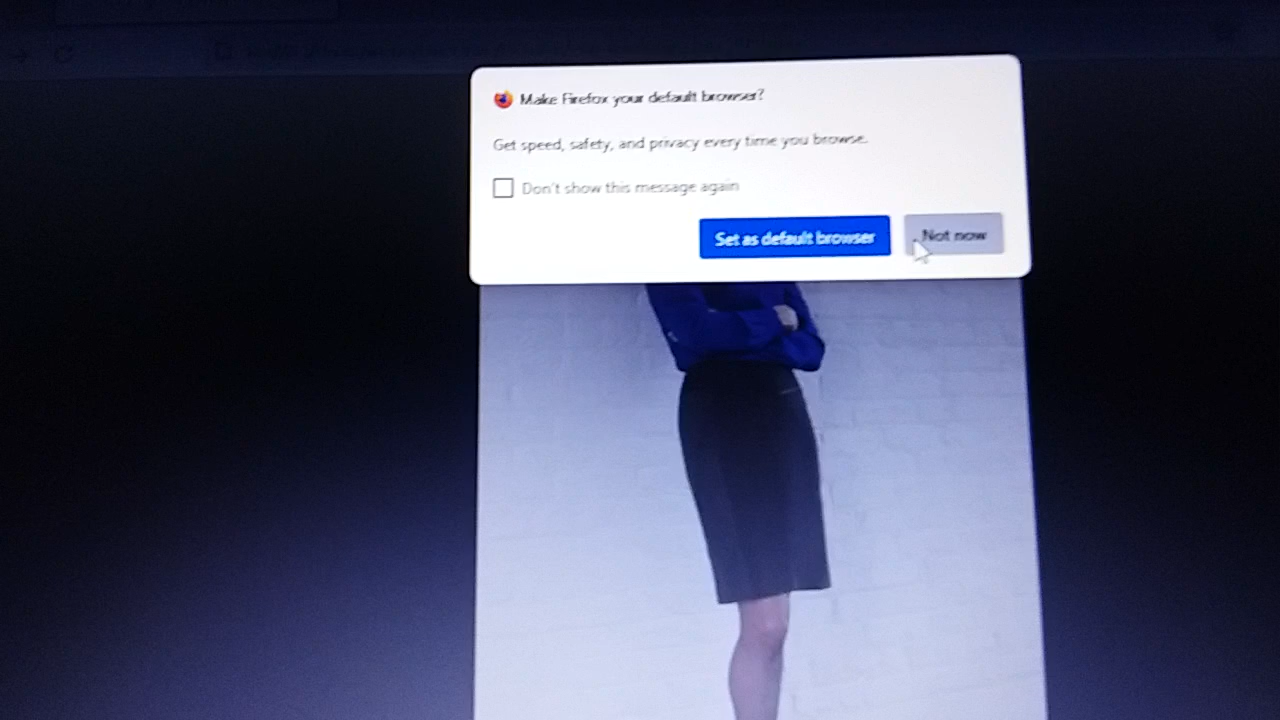 Make Firefox your default browser?
Get speed, safety, and privacy every time you browse.
Don't show this message again
Set as default browser
Not now